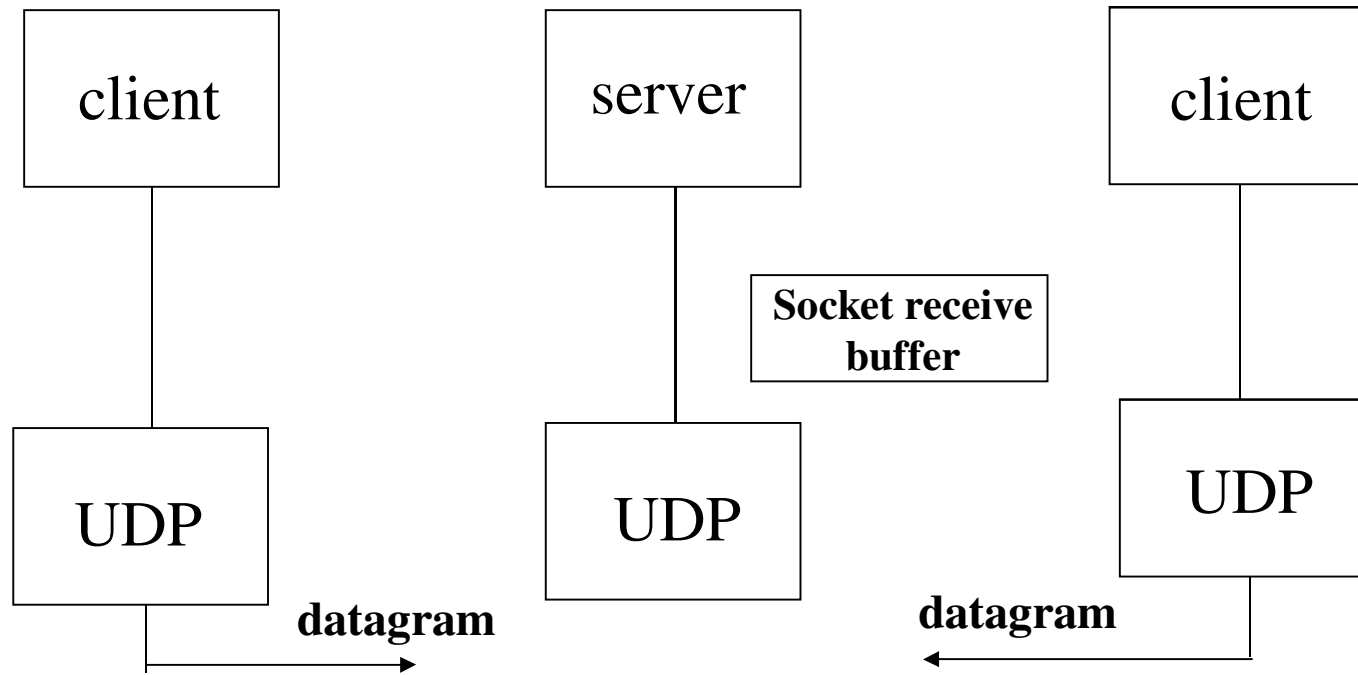 client
server
client
Socket receive
buffer
UDP
UDP
UDP
datagram
datagram